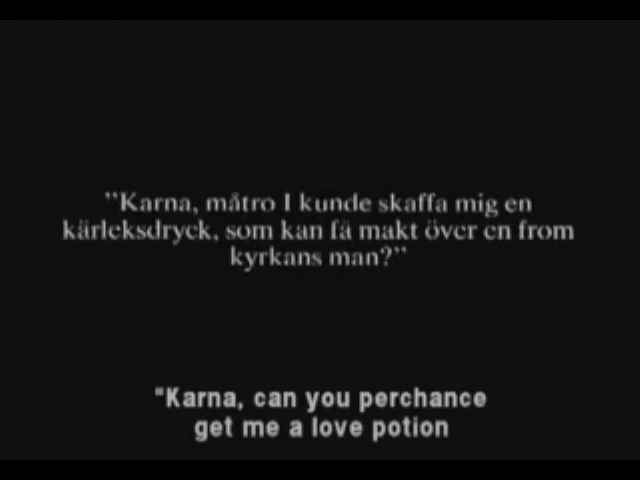 "Karna, måtro I kunde skaffa mig en
kärleksdryck, som kan få makt över en from
kyrkans man?"
"Karna, can you perchance
get me a love potion